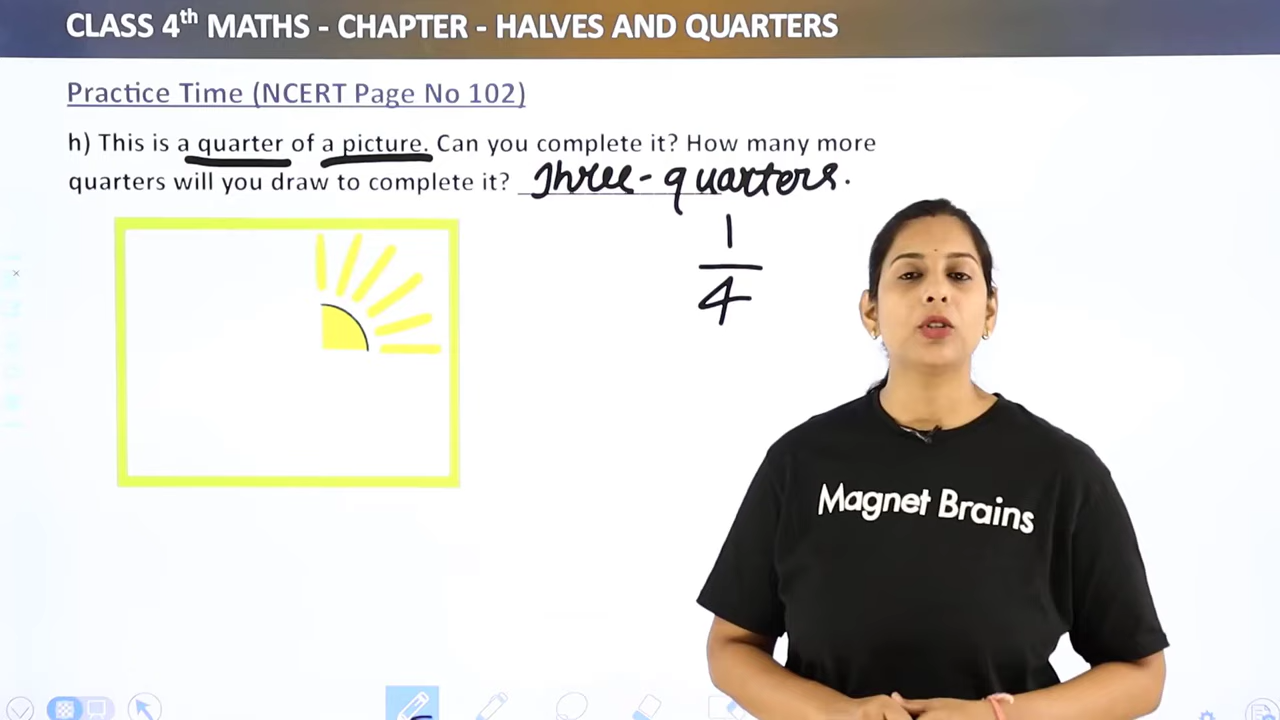 CLASS 4th MATHS - CHAPTER - HALVES AND QUARTERS
Practice Time (NCERT Page No 102)
h) This is a quarter of a picture. Can you complete it? How many more
quarters will you draw to complete it? Three-quarters.
1
4
Magnet Brains